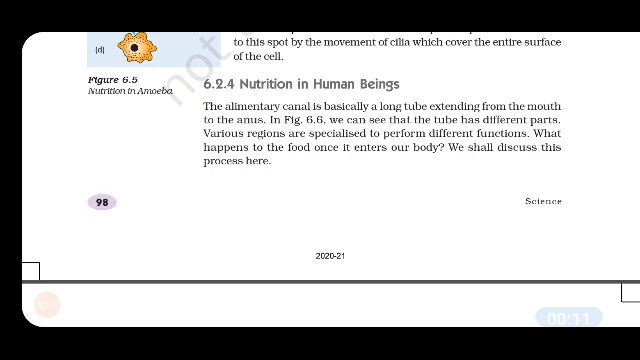 (d)
to this spot by the movement of cilia which cover the entire surface
of the cell.
Figure 6.5
Nutrition in Amoeba
not
6.2.4 Nutrition in Human Beings
The alimentary canal is basically a long tube extending from the mouth
to the anus. In Fig. 6.6, we can see that the tube has different parts.
Various regions are specialised to perform different functions. What
happens to the food once it enters our body? We shall discuss this
process here.
98
Science
2020-21
00:11